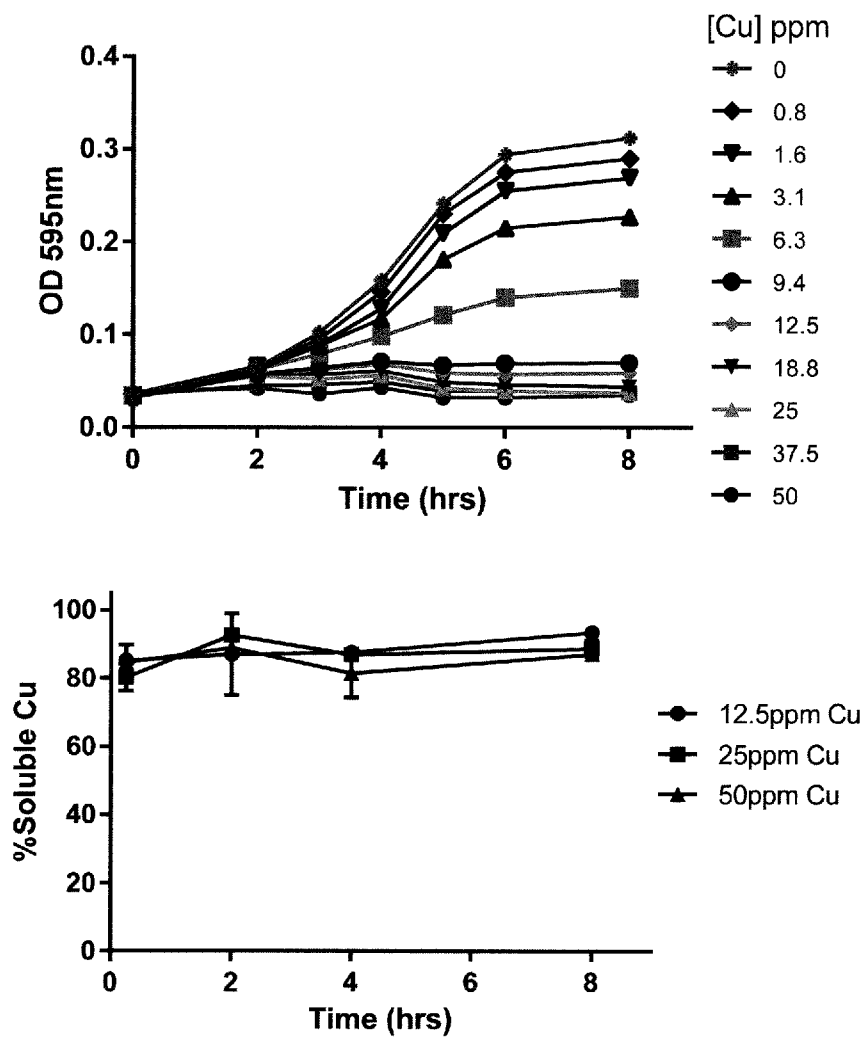 [Cu] ppm
0.4
0.3
0.2
0.1
0.0
OD 595nm
0 2 4 6 8
Time (hrs)
0
0.8
1.6
3.1
6.3
9.4
12.5
18.8
25
37.5
50
100
80
60
40
20
0
%Soluble Cu
0 2 4 6 8
Time (hrs)
12.5ppm Cu
25ppm Cu
50ppm Cu